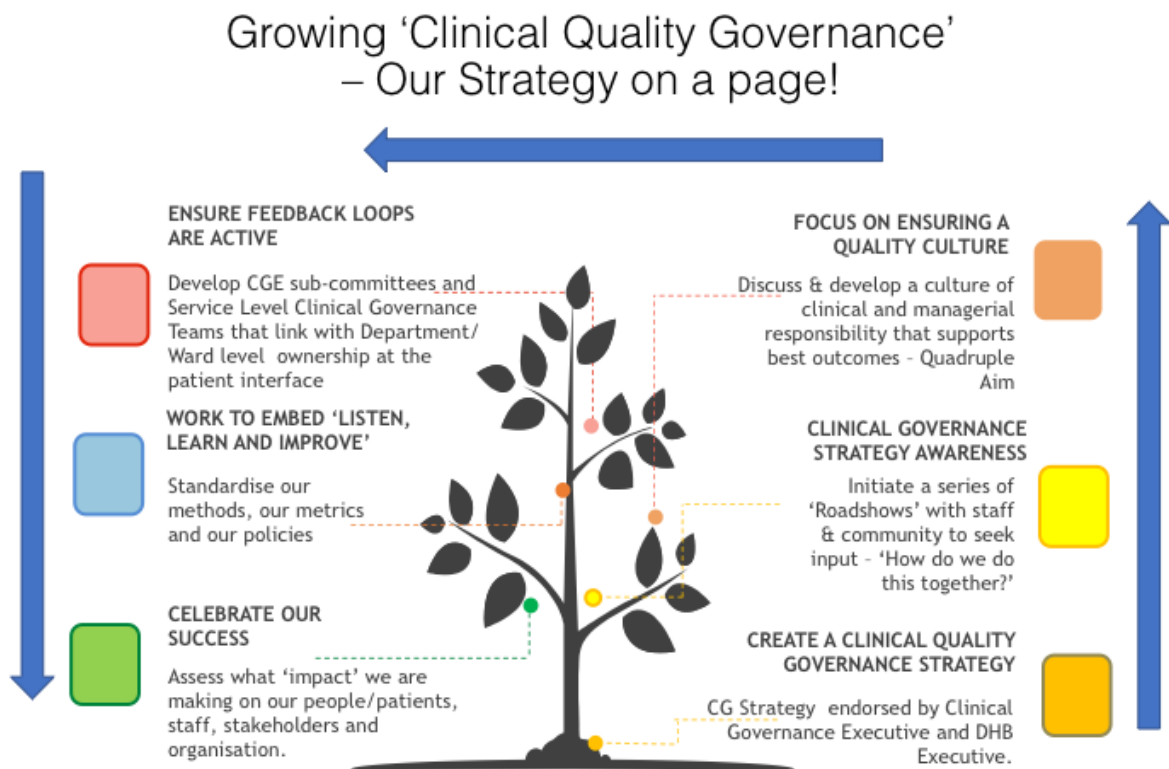 Growing ‘Clinical Quality Governance’
– Our Strategy on a page!
ENSURE FEEDBACK LOOPS
ARE ACTIVE
Develop CGE sub-committees and
Service Level Clinical Governance
Teams that link with Department/
Ward level ownership at the
patient interface
WORK TO EMBED ‘LISTEN,
LEARN AND IMPROVE’
Standardise our
methods, our metrics
and our policies
CELEBRATE OUR
SUCCESS
Assess what ‘impact’ we are
making on our people/patients,
staff, stakeholders and
organisation.
FOCUS ON ENSURING A
QUALITY CULTURE
Discuss & develop a culture of
clinical and managerial
responsibility that supports
best outcomes – Quadruple
Aim
CLINICAL GOVERNANCE
STRATEGY AWARENESS
Initiate a series of
‘Roadshows’ with staff
& community to seek
input – ‘How do we do
this together?’
CREATE A CLINICAL QUALITY
GOVERNANCE STRATEGY
CG Strategy endorsed by Clinical
Governance Executive and DHB
Executive.